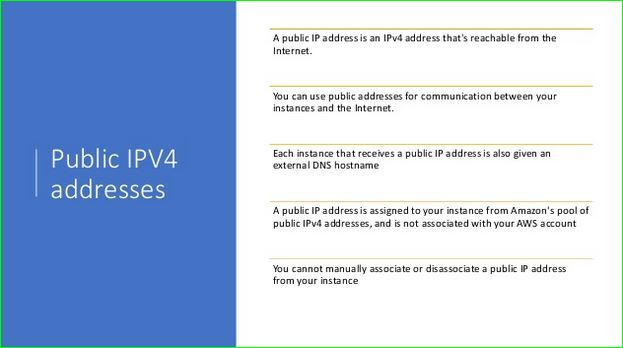 Public IPV4
addresses
A public IP address is an IPv4 address that's reachable from the
Internet.
You can use public addresses for communication between your
instances and the Internet.
Each instance that receives a public IP address is also given an
external DNS hostname
A public IP address is assigned to your instance from Amazon's pool of
public IPv4 addresses, and is not associated with your AWS account
You cannot manually associate or disassociate a public IP address
from your instance